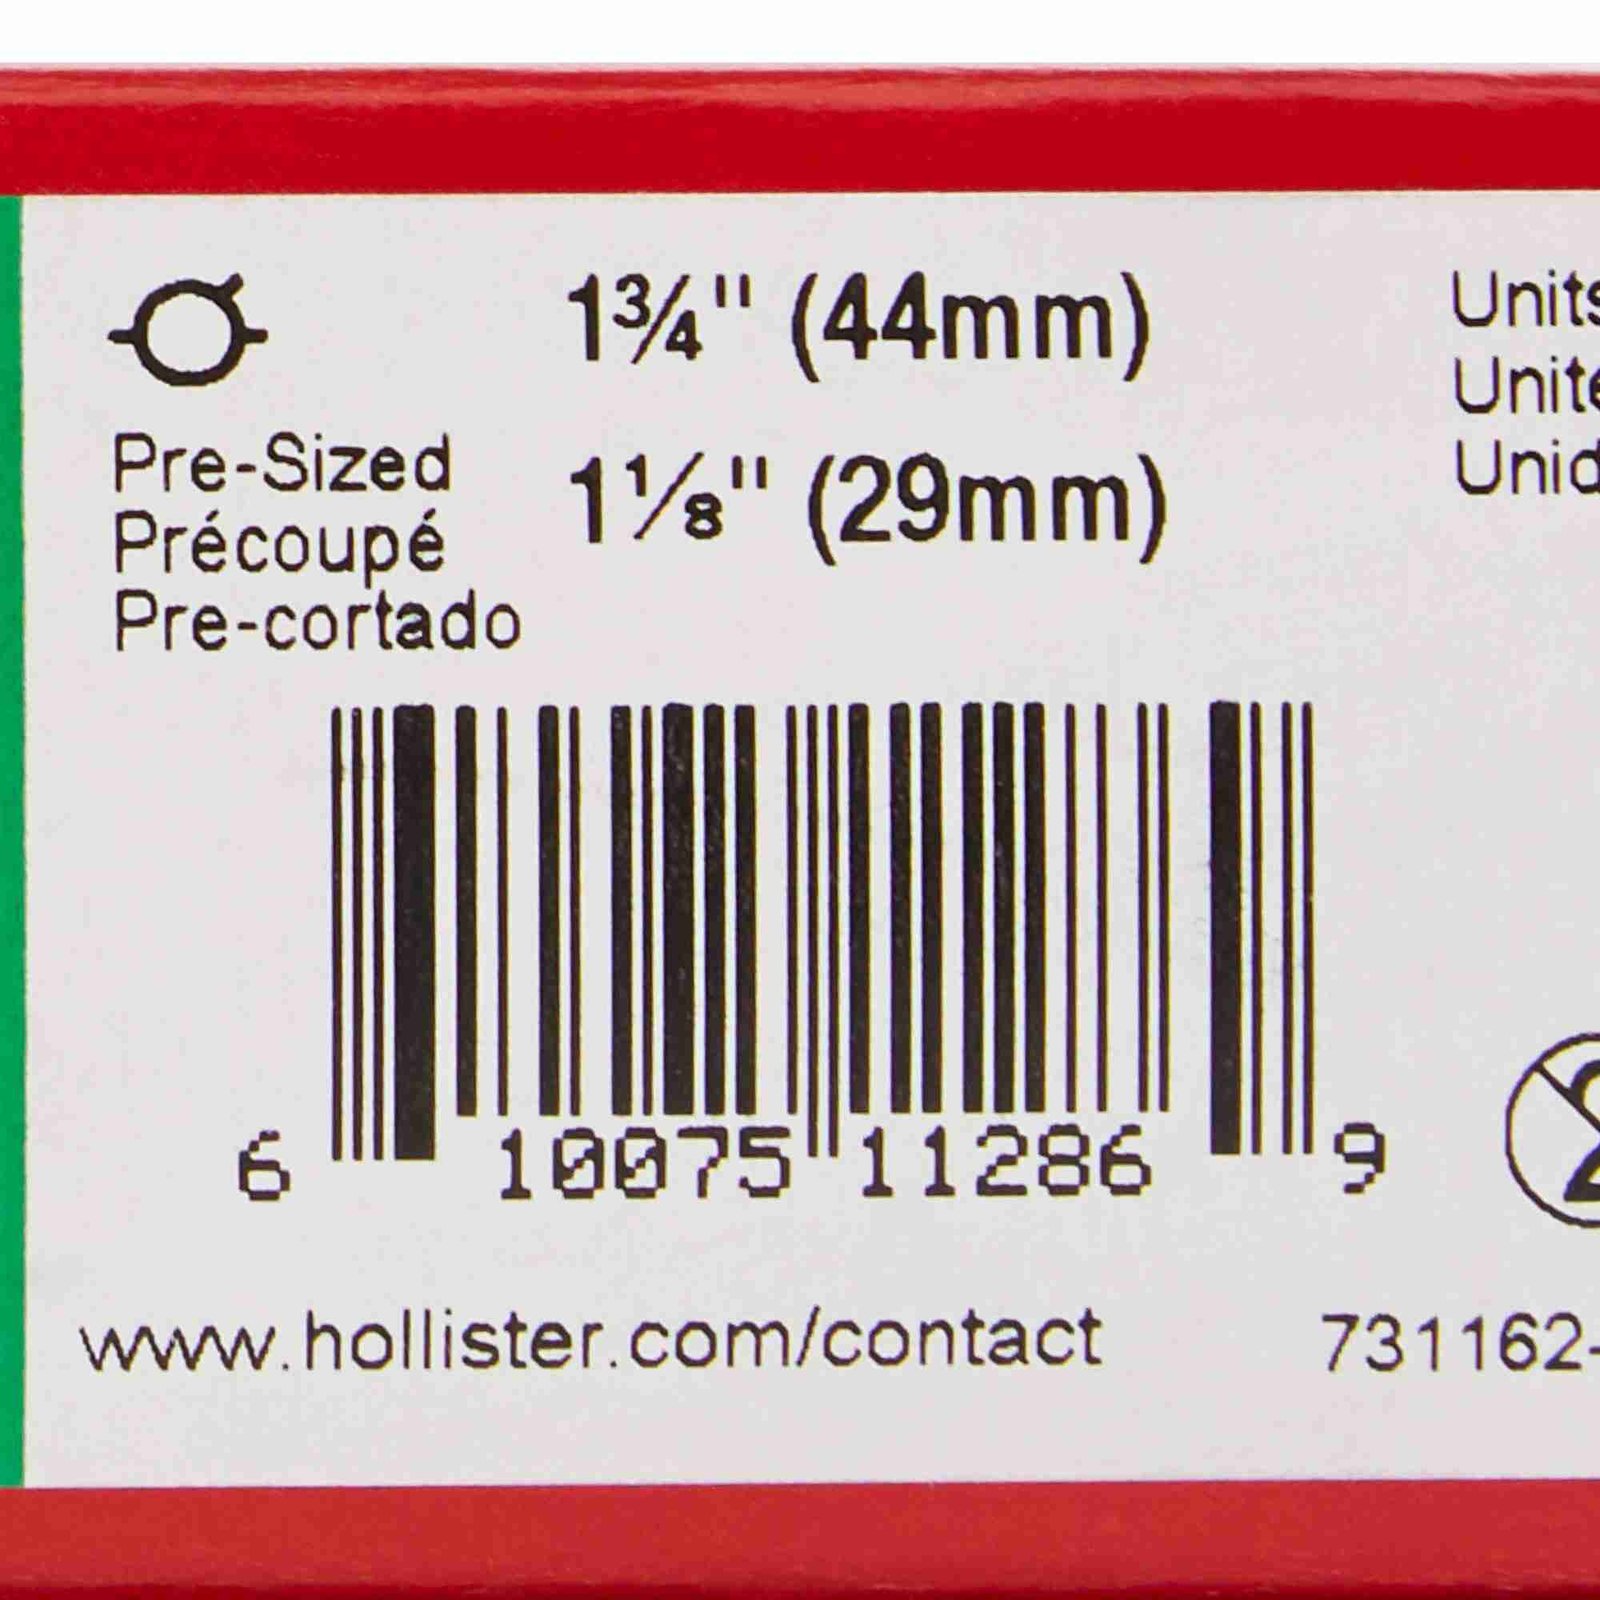 1¾" (44mm)
Pre-Sized
Précoupé
Pre-cortado
1⅛" (29mm)
6 10075 11286 9
www.hollister.com/contact
731162-